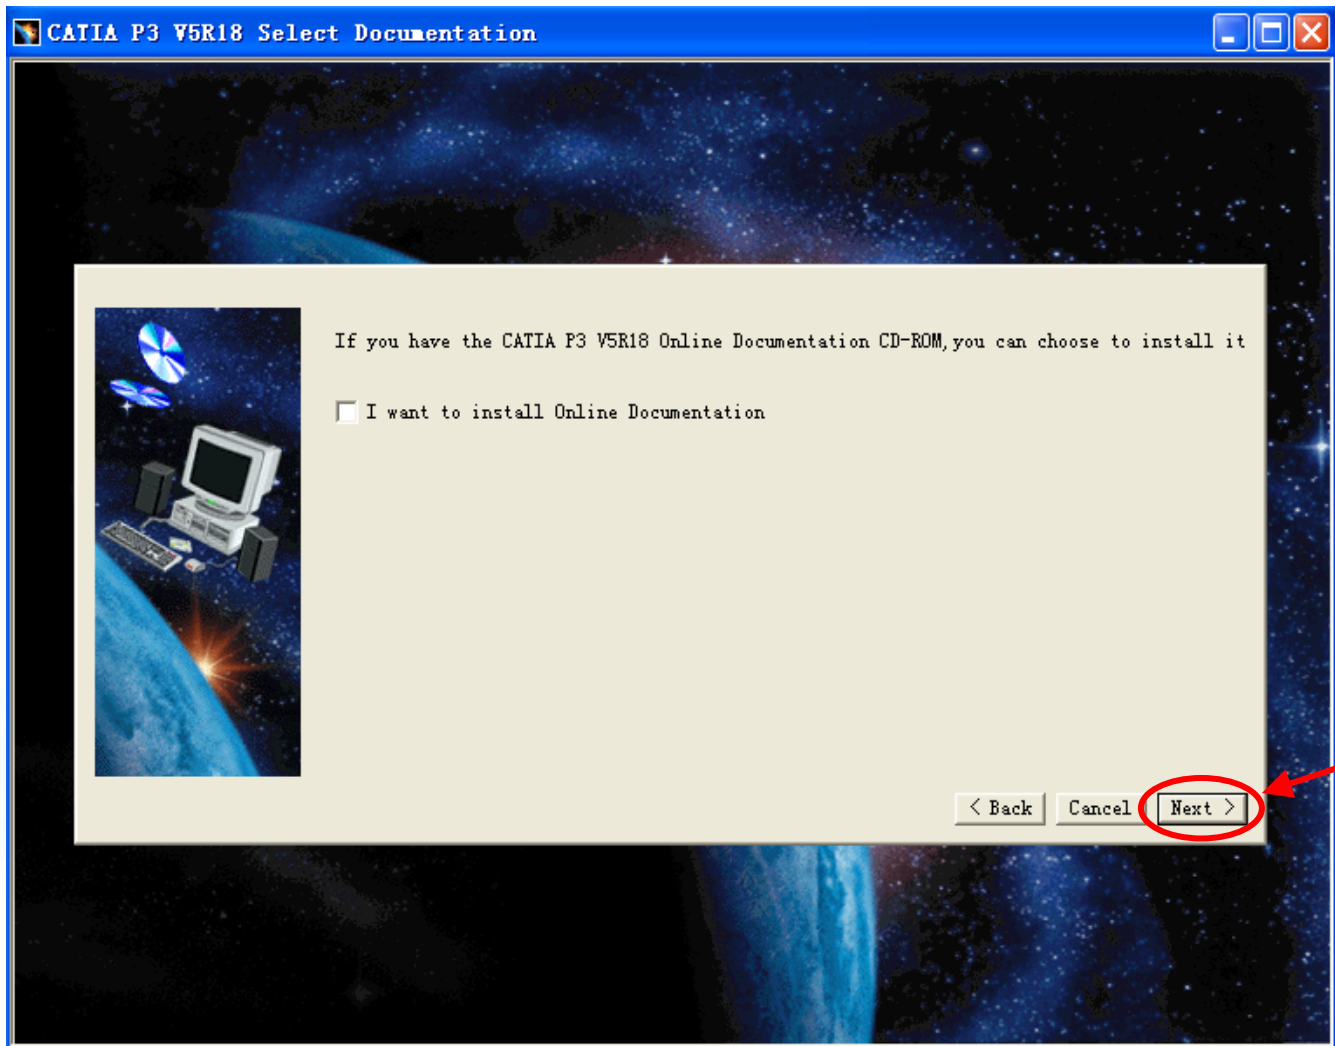 CATIA P3 V5R18 Select Documentation
If you have the CATIA P3 V5R18 Online Documentation CD-ROM, you can choose to install it
I want to install Online Documentation
< Back Cancel Next >